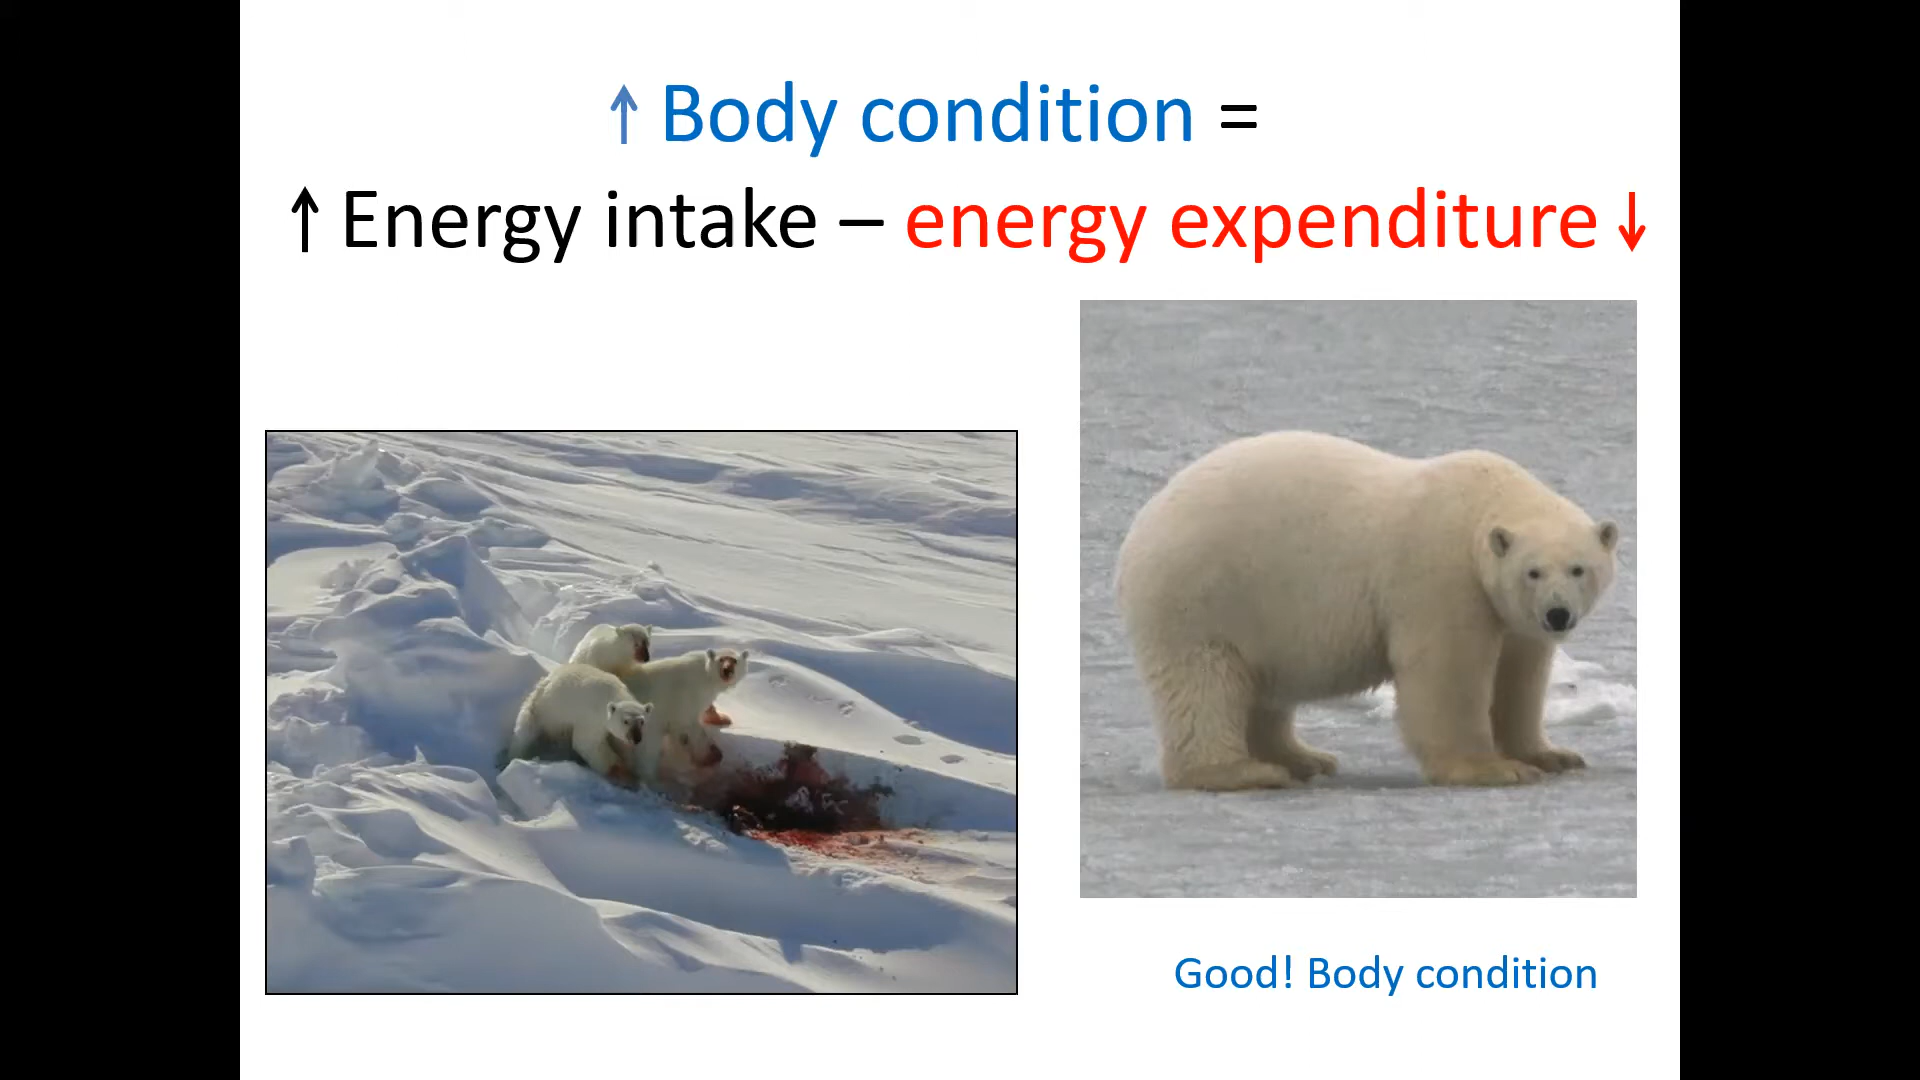 ↑ Body condition =
↑ Energy intake – energy expenditure ↓
Good! Body condition